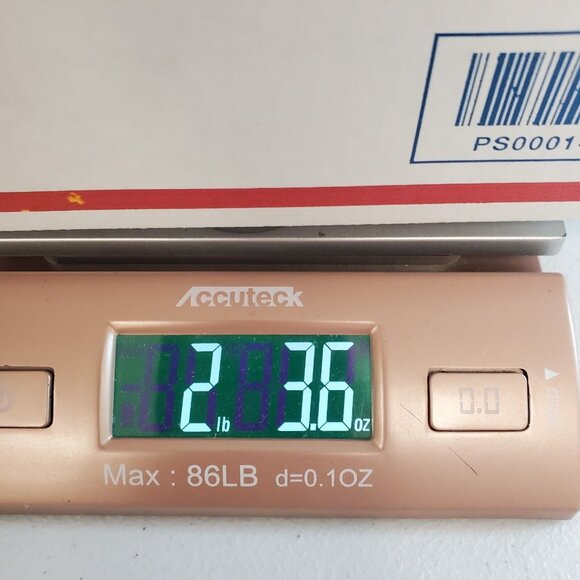 PS0001
Accuteck
2 lb 3.6 oz
0.0
Max : 86LB d=0.1OZ